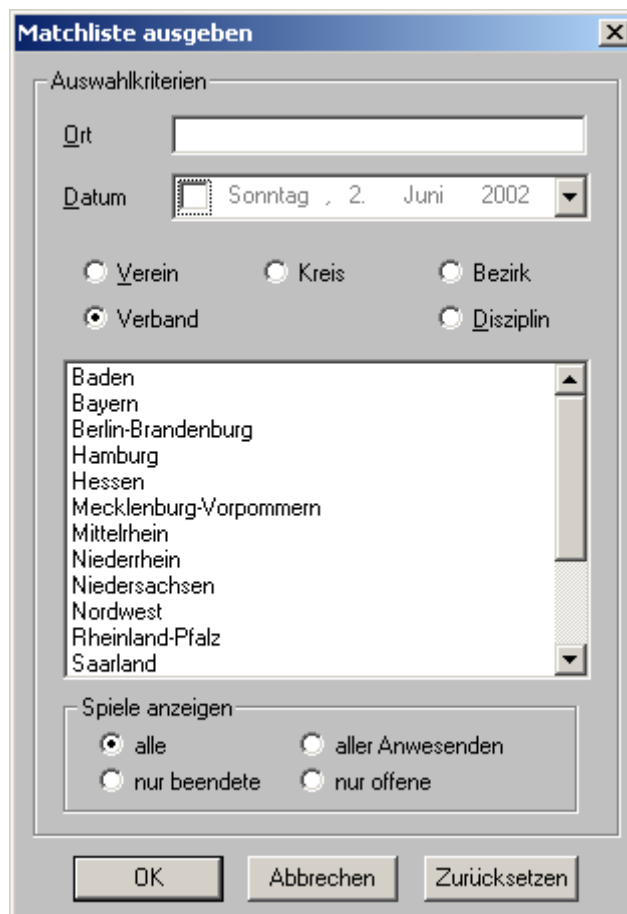 Matchliste ausgeben
Auswahlkriterien
Ort
Datum Sonntag , 2. Juni 2002
Verein Kreis Bezirk
Verband Disziplin
Baden
Bayern
Berlin-Brandenburg
Hamburg
Hessen
Mecklenburg-Vorpommern
Mittelrhein
Niederrhein
Niedersachsen
Nordwest
Rheinland-Pfalz
Saarland
Spiele anzeigen
alle aller Anwesenden
nur beendete nur offene
OK Abbrechen Zurücksetzen